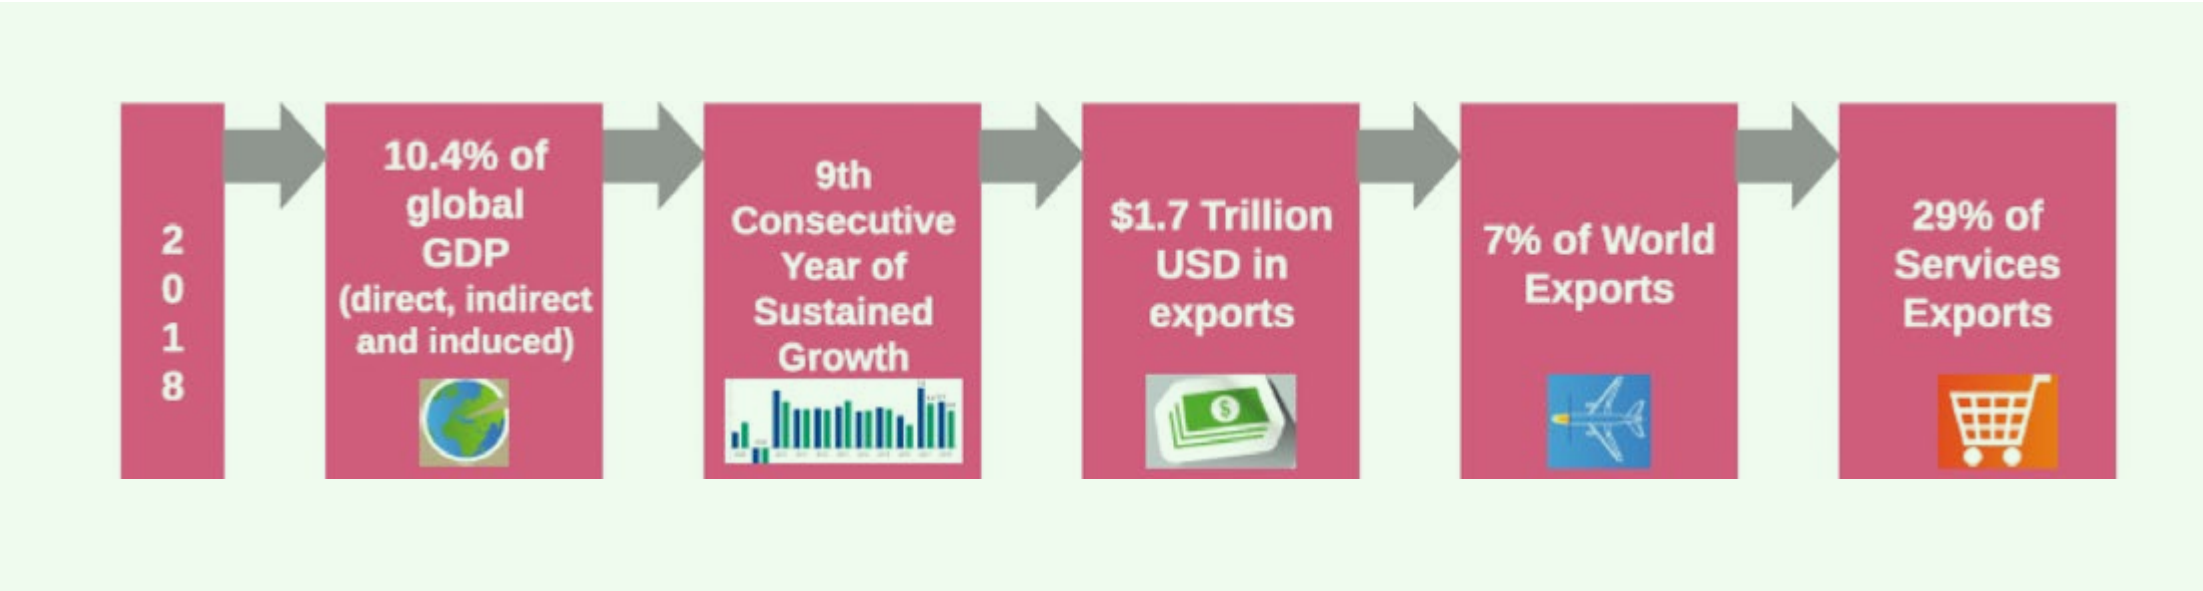 2
0
1
8
10.4% of
global
GDP
(direct, indirect
and induced)
9th
Consecutive
Year of
Sustained
Growth
$1.7 Trillion
USD in
exports
$
7% of World
Exports
29% of
Services
Exports